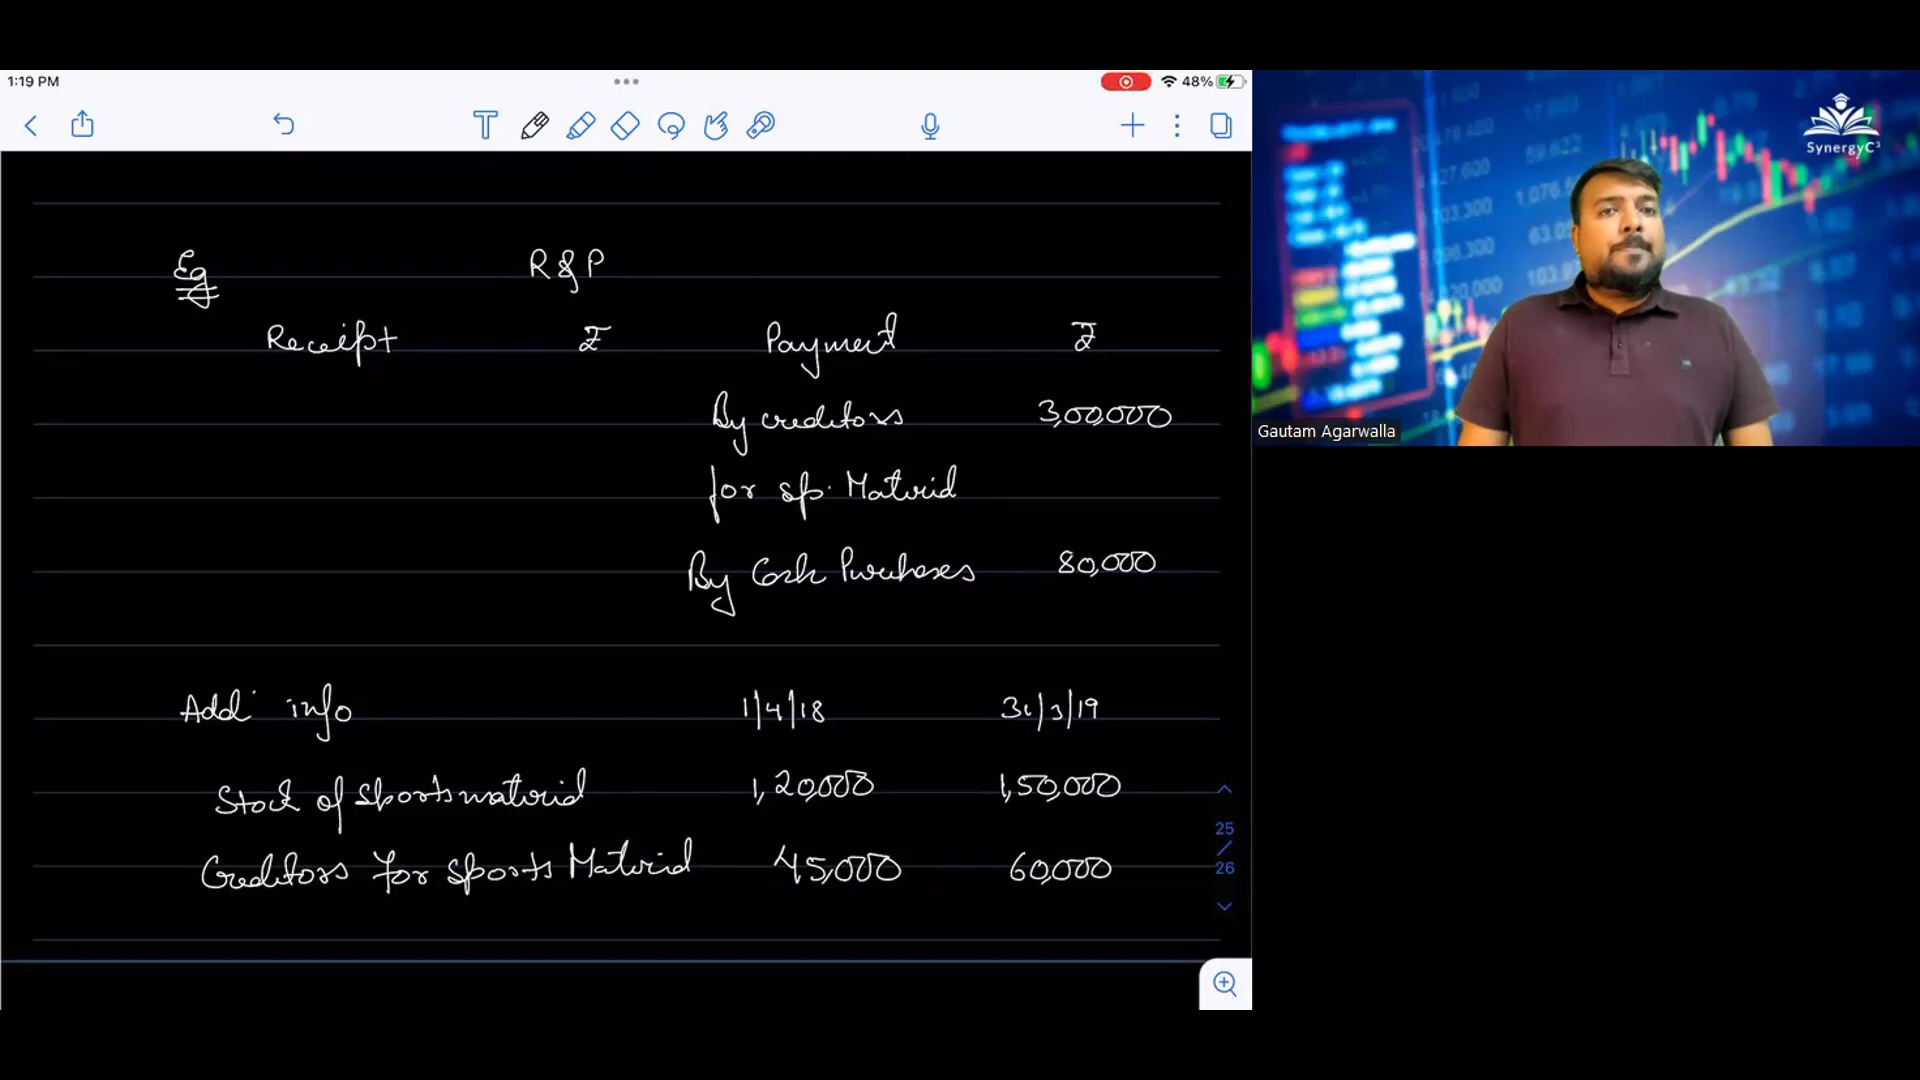 1:19 PM
48%
SynergyC³
Eg R & P
Receipt ₹ Payment ₹
By creditors 3,00,000
for sp. Material
By Cash Purchases 80,000
Gautam Agarwalla
Add' info 1/4/18 31/3/19
Stock of Sports material 1,20,000 1,50,000
Creditors for Sports Material 45,000 60,000
25
/
26